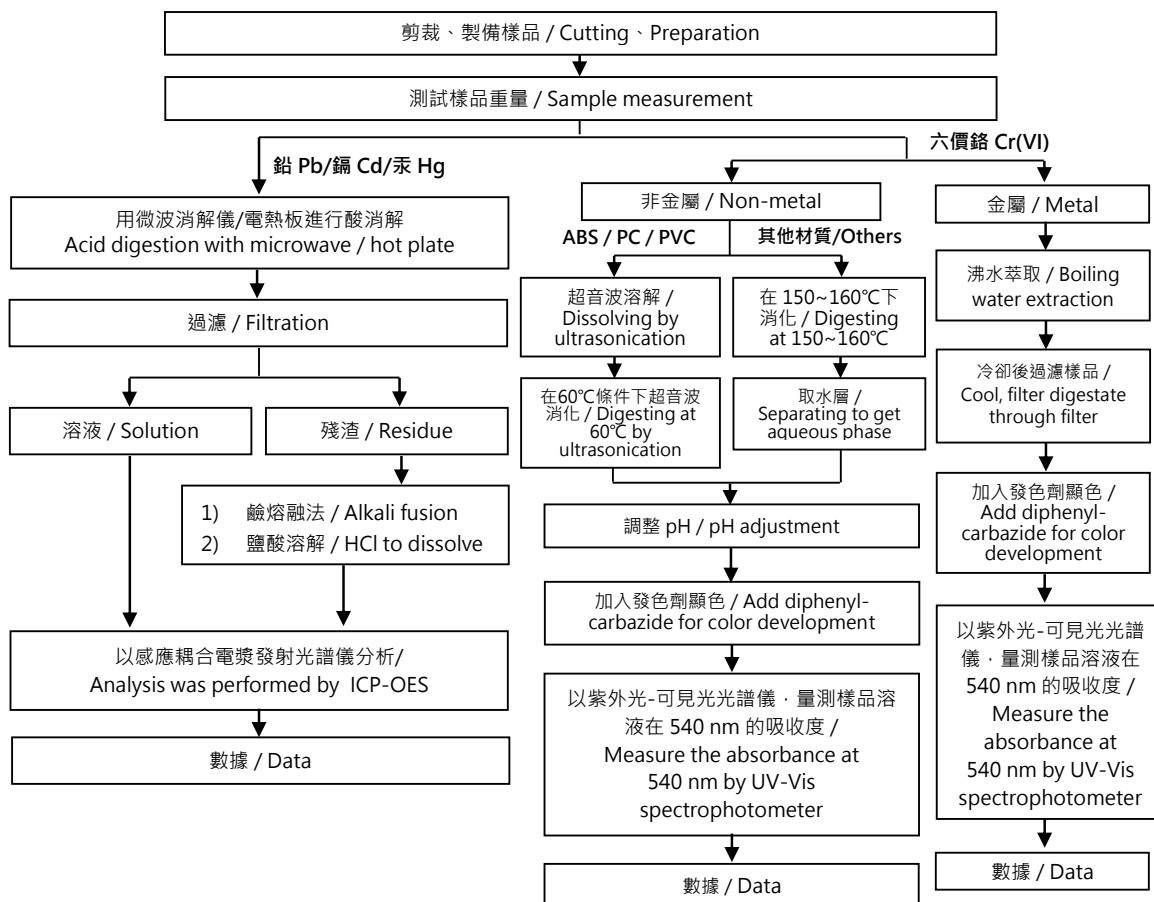 剪裁、製備樣品 / Cutting、Preparation
測試樣品重量 / Sample measurement
鉛 Pb/鎘 Cd/汞 Hg
六價鉻 Cr(VI)
用微波消解儀/電熱板進行酸消解
Acid digestion with microwave / hot plate
過濾 / Filtration
溶液 / Solution
殘渣 / Residue
1) 鹼熔融法 / Alkali fusion
2) 鹽酸溶解 / HCl to dissolve
以感應耦合電漿發射光譜儀分析/
Analysis was performed by ICP-OES
數據 / Data
非金屬 / Non-metal
ABS / PC / PVC
其他材質/Others
超音波溶解 /
Dissolving by
ultrasonication
在 150~160℃下
消化 / Digesting
at 150~160℃
在60℃條件下超音波
消化 / Digesting at
60℃ by
ultrasonication
取水層 /
Separating to get
aqueous phase
調整 pH / pH adjustment
加入發色劑顯色 / Add diphenyl-
carbazide for color development
以紫外光-可見光光譜儀，量測樣品溶
液在 540 nm 的吸收度 /
Measure the absorbance at
540 nm by UV-Vis
spectrophotometer
數據 / Data
金屬 / Metal
沸水萃取 / Boiling
water extraction
冷卻後過濾樣品 /
Cool, filter digestate
through filter
加入發色劑顯色 /
Add diphenyl-
carbazide for color
development
以紫外光-可見光光譜
儀，量測樣品溶液在
540 nm 的吸收度 /
Measure the
absorbance at
540 nm by UV-Vis
spectrophotometer
數據 / Data